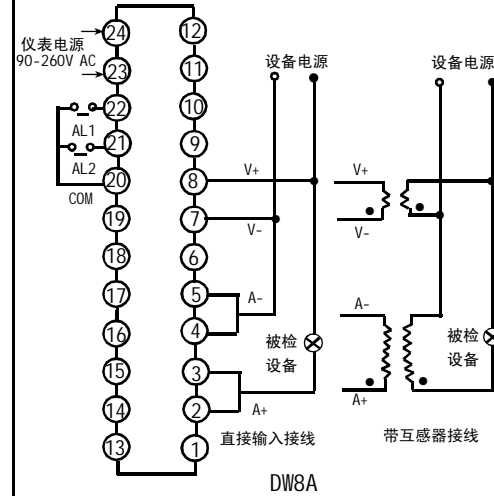 仪表电源
90-260V AC
24
23
22
21
20
19
18
17
16
15
14
13
AL1
AL2
COM
12
11
10
9
8
7
6
5
4
3
2
1
设备电源
V+
V-
A-
A+
被检
设备
直接输入接线
设备电源
V+
V-
A-
A+
被检
设备
带互感器接线
DW8A